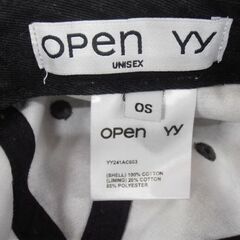 open YY
UNISEX
OS
open YY
YY241AC603
(SHELL) 100% COTTON
(LINING) 20% COTTON
80% POLYESTER